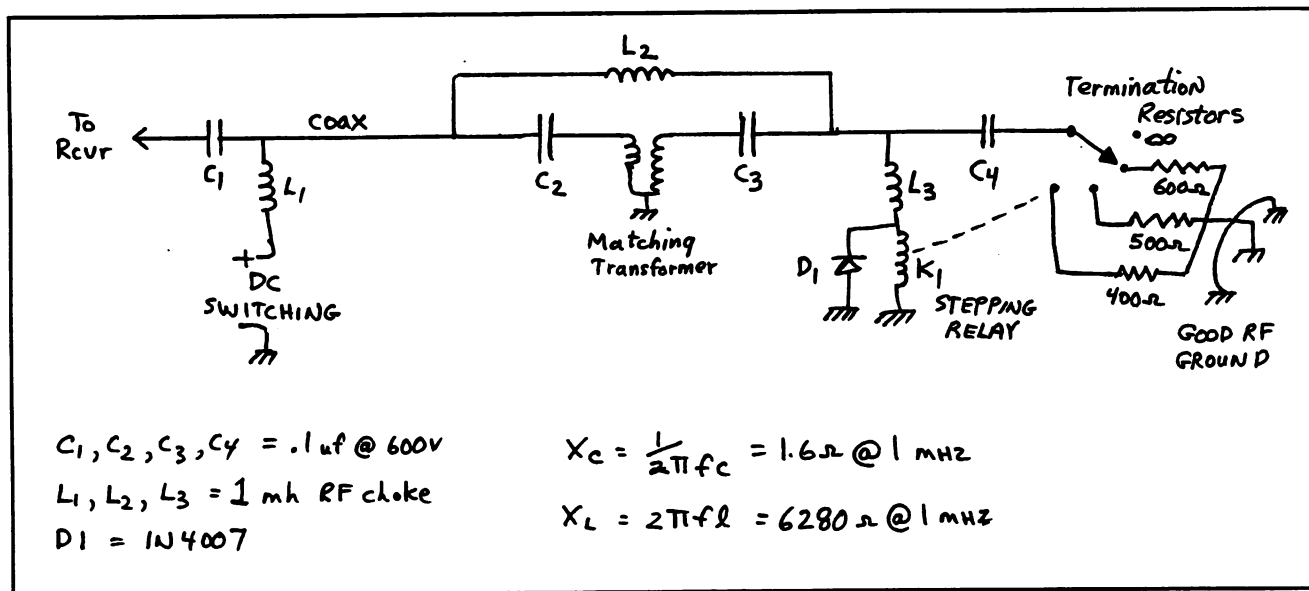 L2
To
Rcvr
coax
C1
L1
+
DC
SWITCHING
C2
Matching
Transformer
C3
C4
L3
D1
K1
STEPPING
RELAY
Termination
Resistors
∞
600Ω
500Ω
400Ω
GOOD RF
GROUND
C1, C2, C3, C4 = .1 uf @ 600V
L1, L2, L3 = 1 mh RF choke
D1 = 1N4007
Xc = 1/2πfc = 1.6Ω @ 1 mHz
XL = 2πfl = 6280Ω @ 1 mHz